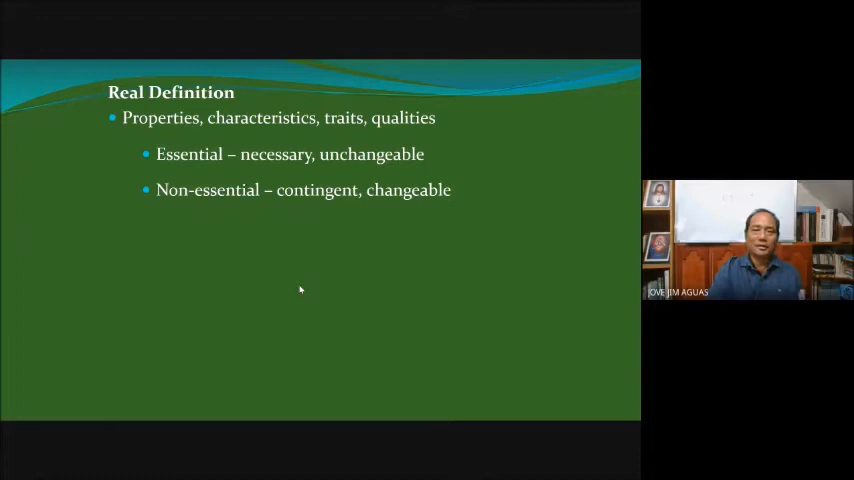 Real Definition
Properties, characteristics, traits, qualities
Essential – necessary, unchangeable
Non-essential – contingent, changeable
JOVE JIM AGUAS